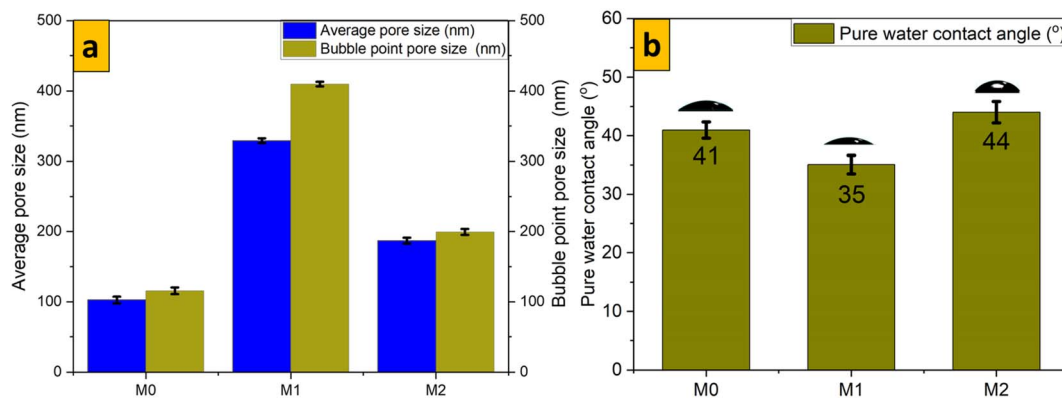 a
Average pore size (nm)
Bubble point pore size (nm)
Average pore size (nm)
500
400
300
200
100
0
M0
M1
M2
500
400
300
200
100
0
Bubble point pore size (nm)
b
Pure water contact angle (º)
Pure water contact angle (º)
60
50
40
30
20
10
0
41
35
44
M0
M1
M2